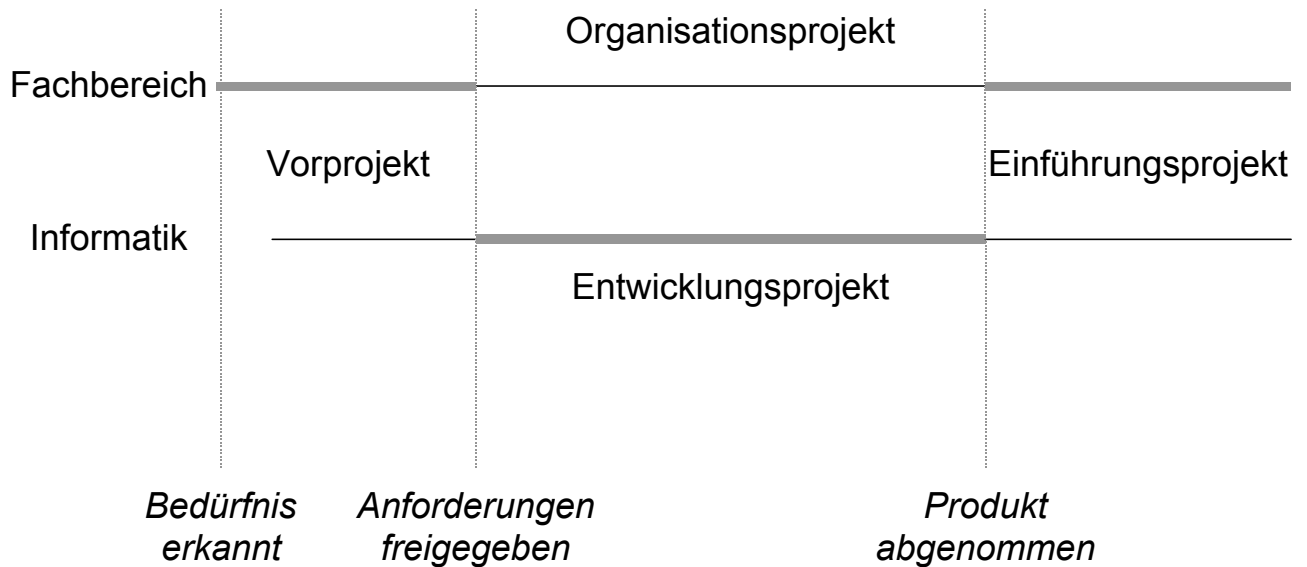 Organisationsprojekt
Fachbereich
Vorprojekt
Einführungsprojekt
Informatik
Entwicklungsprojekt
Bedürfnis
erkannt
Anforderungen
freigegeben
Produkt
abgenommen